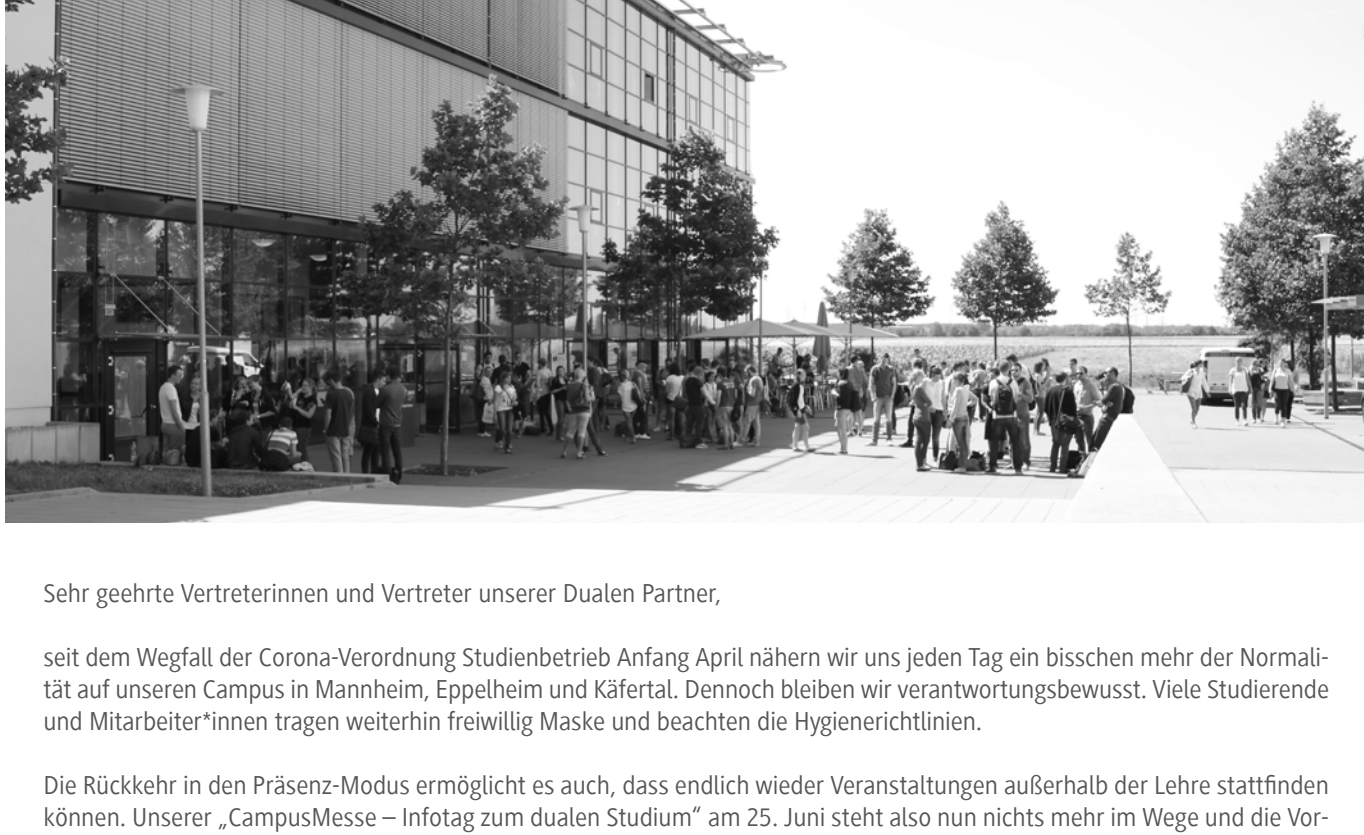 Sehr geehrte Vertreterinnen und Vertreter unserer Dualen Partner,
seit dem Wegfall der Corona-Verordnung Studienbetrieb Anfang April nähern wir uns jeden Tag ein bisschen mehr der Normali-
tät auf unseren Campus in Mannheim, Eppelheim und Käfertal. Dennoch bleiben wir verantwortungsbewusst. Viele Studierende
und Mitarbeiter*innen tragen weiterhin freiwillig Maske und beachten die Hygienerichtlinien.
Die Rückkehr in den Präsenz-Modus ermöglicht es auch, dass endlich wieder Veranstaltungen außerhalb der Lehre stattfinden
können. Unserer „CampusMesse – Infotag zum dualen Studium“ am 25. Juni steht also nun nichts mehr im Wege und die Vor-